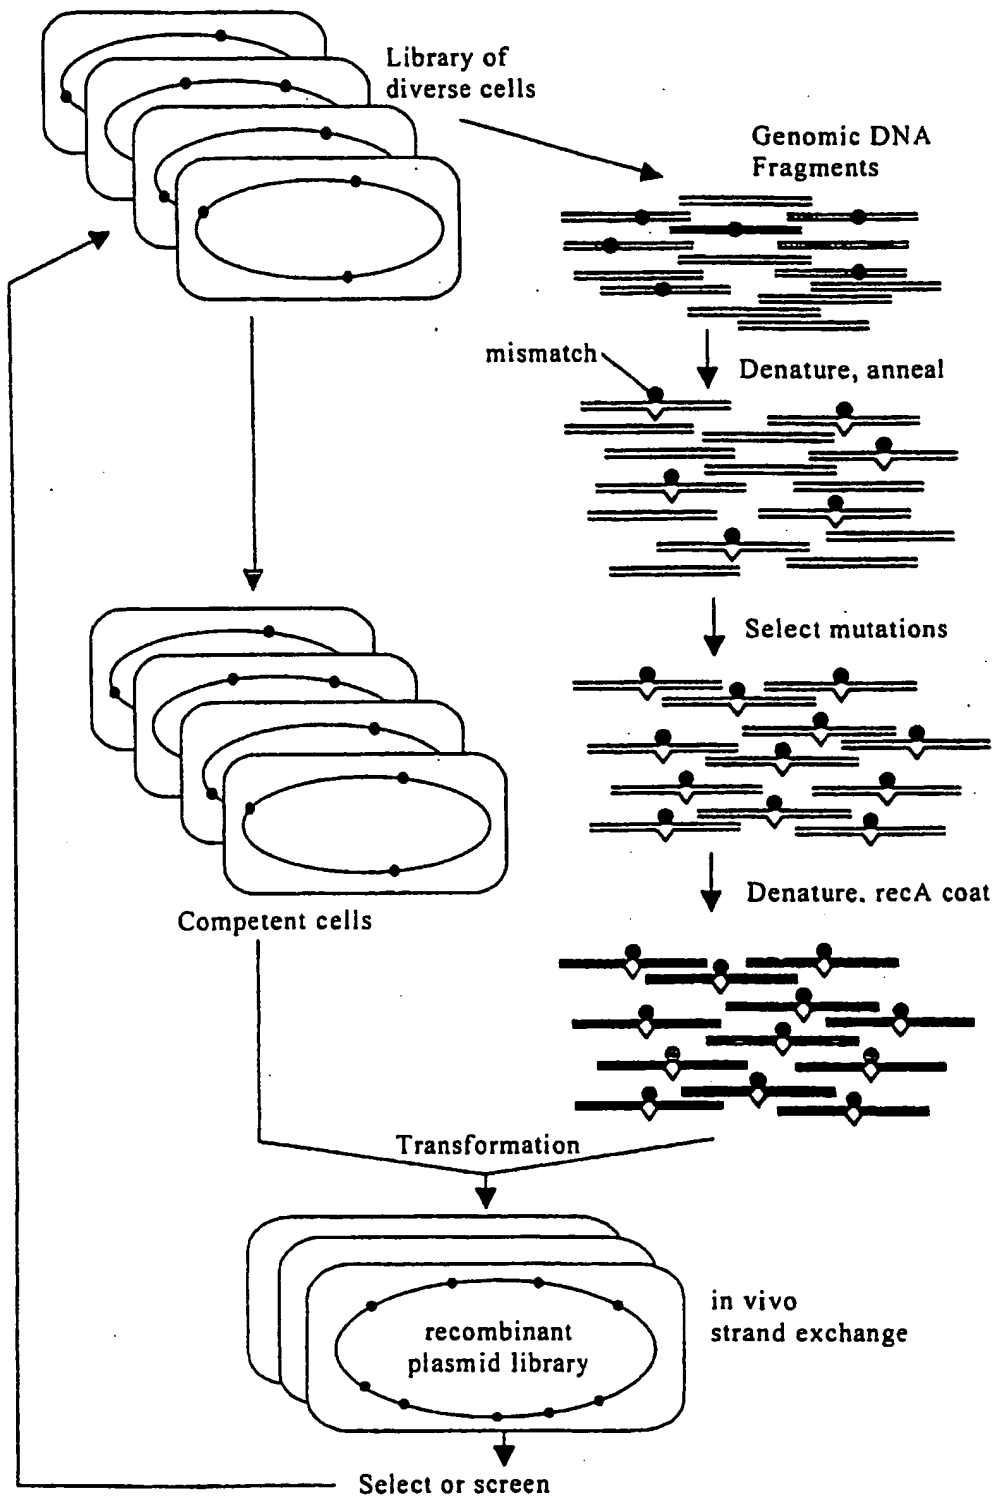 Library of
diverse cells
Genomic DNA
Fragments
mismatch
Denature, anneal
Select mutations
Denature. recA coat
Competent cells
Transformation
in vivo
strand exchange
recombinant
plasmid library
Select or screen